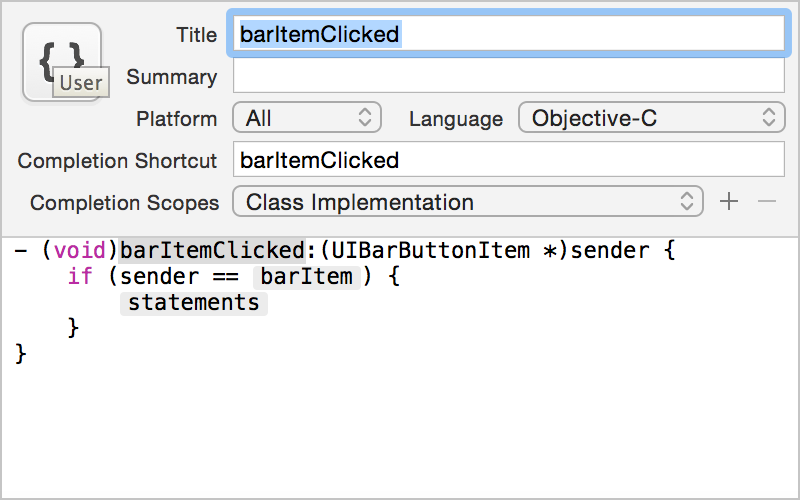 { }
User
Title barItemClicked
Summary
Platform All Language Objective-C
Completion Shortcut barItemClicked
Completion Scopes Class Implementation + −
- (void)barItemClicked:(UIBarButtonItem *)sender {
    if (sender == barItem) {
        statements
    }
}